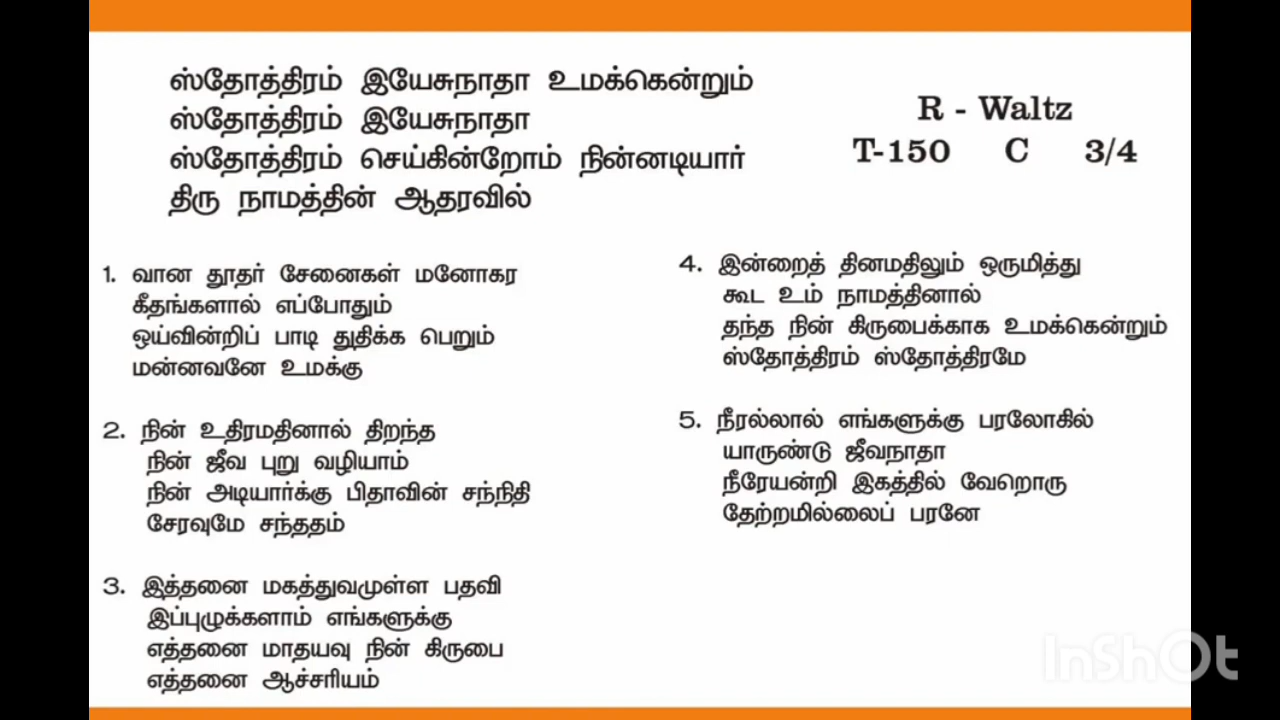 ஸ்தோத்திரம் இயேசுநாதா உமக்கென்றும்
ஸ்தோத்திரம் இயேசுநாதா
ஸ்தோத்திரம் செய்கின்றோம் நின்னடியார்
திரு நாமத்தின் ஆதரவில்
R - Waltz
T-150 C 3/4
1. வான தூதர் சேனைகள் மனோகர
கீதங்களால் எப்போதும்
ஒய்வின்றிப் பாடி துதிக்க பெறும்
மன்னவனே உமக்கு
2. நின் உதிரமதினால் திறந்த
நின் ஜீவ புறு வழியாம்
நின் அடியார்க்கு பிதாவின் சந்நிதி
சேரவுமே சந்ததம்
3. இத்தனை மகத்துவமுள்ள பதவி
இப்புழுக்களாம் எங்களுக்கு
எத்தனை மாதயவு நின் கிருபை
எத்தனை ஆச்சரியம்
4. இன்றைத் தினமதிலும் ஒருமித்து
கூட உம் நாமத்தினால்
தந்த நின் கிருபைக்காக உமக்கென்றும்
ஸ்தோத்திரம் ஸ்தோத்திரமே
5. நீரல்லால் எங்களுக்கு பரலோகில்
யாருண்டு ஜீவநாதா
நீரேயன்றி இகத்தில் வேறொரு
தேற்றமில்லைப் பரனே
InShOt